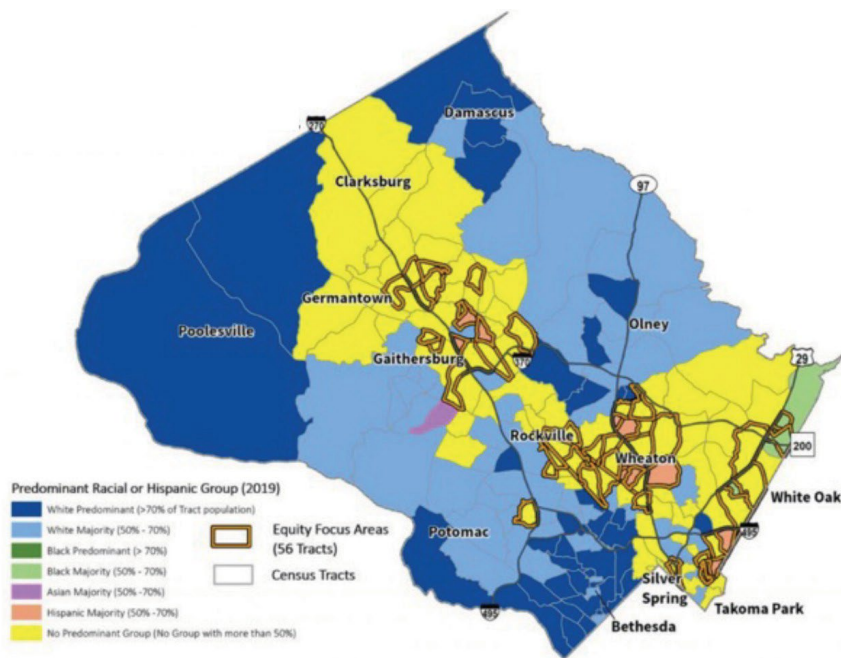 Damascus
270
Clarksburg
97
Germantown
Poolesville
Olney
Gaithersburg
370
29
Rockville
Wheaton
200
White Oak
Potomac
495
Silver
Spring
Takoma Park
495
Bethesda
Predominant Racial or Hispanic Group (2019)
White Predominant (>70% of Tract population)
White Majority (50% - 70%)
Black Predominant (> 70%)
Black Majority (50% - 70%)
Asian Majority (50% -70%)
Hispanic Majority (50% -70%)
No Predominant Group (No Group with more than 50%)
Equity Focus Areas
(56 Tracts)
Census Tracts